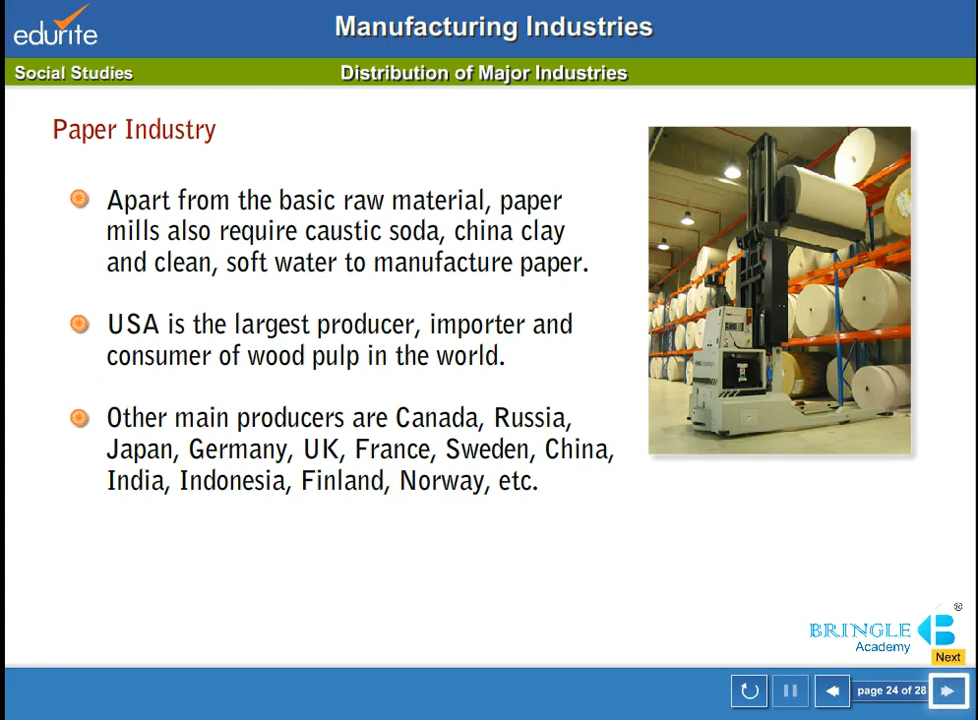 edurite
Manufacturing Industries
Social Studies
Distribution of Major Industries
Paper Industry
Apart from the basic raw material, paper
mills also require caustic soda, china clay
and clean, soft water to manufacture paper.
USA is the largest producer, importer and
consumer of wood pulp in the world.
Other main producers are Canada, Russia,
Japan, Germany, UK, France, Sweden, China,
India, Indonesia, Finland, Norway, etc.
BRINGLE
Academy
®
Next
page 24 of 28